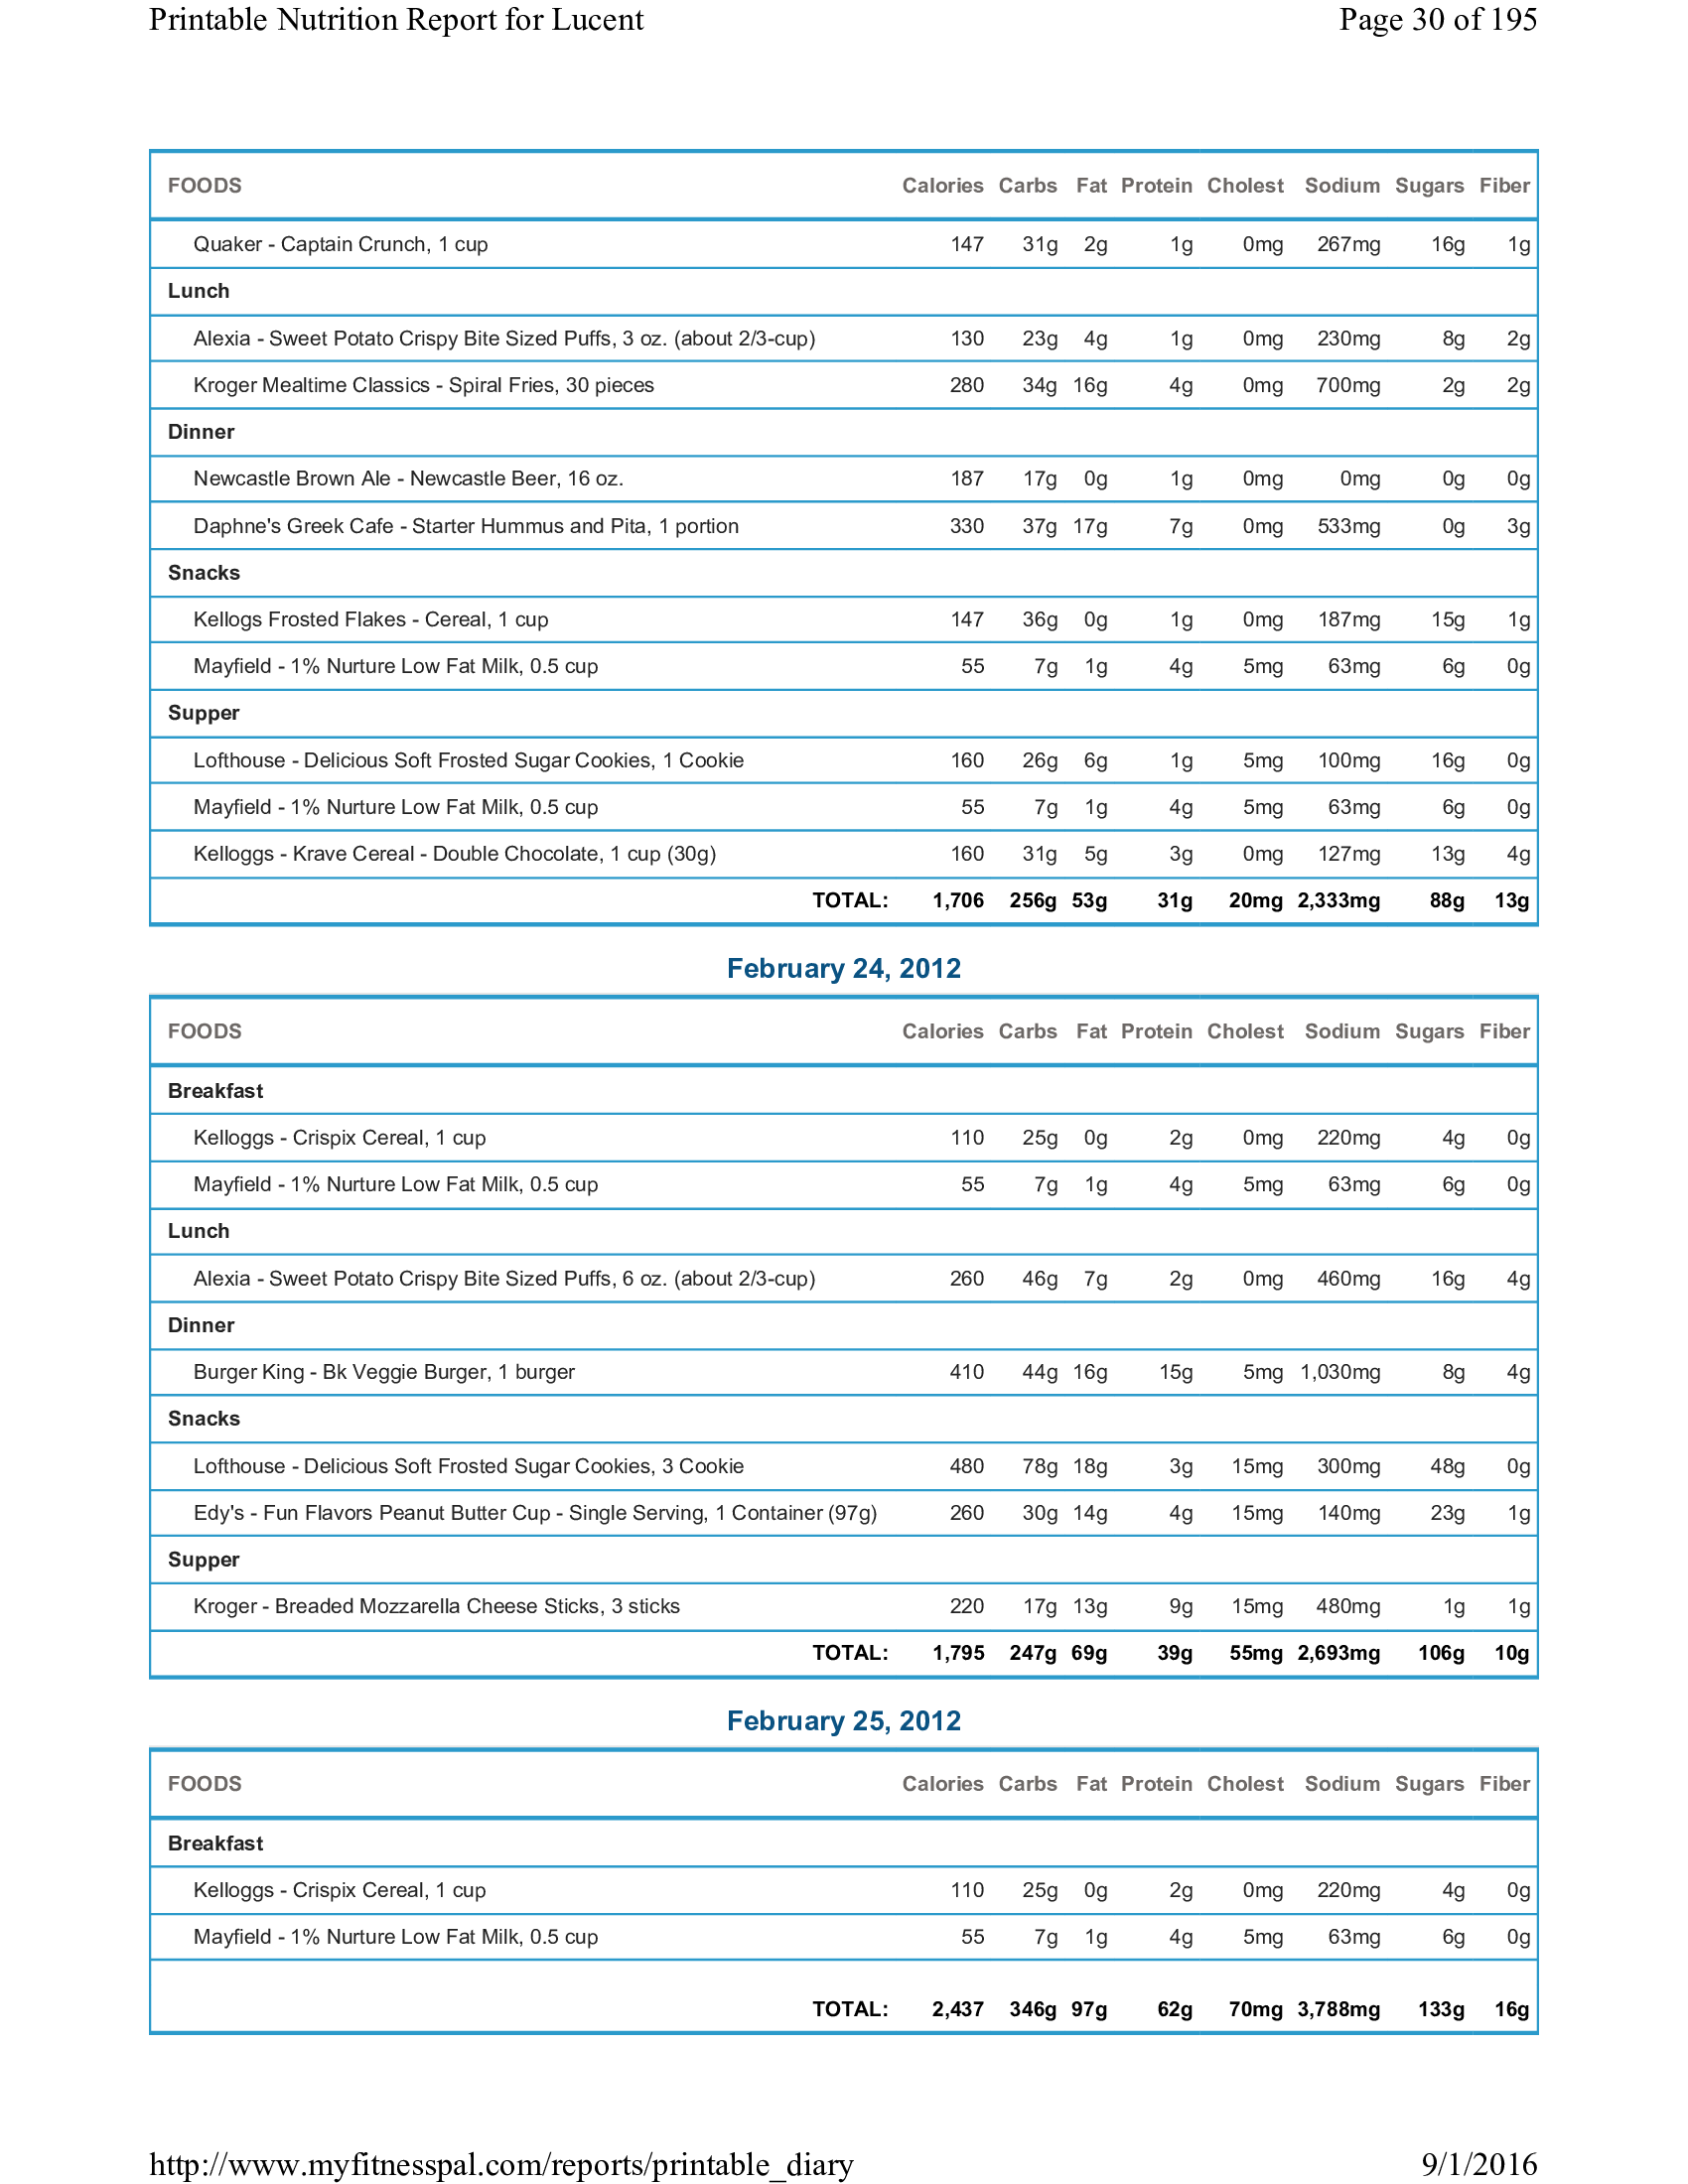 Printable Nutrition Report for Lucent Page 30 of 195
FOODS Calories Carbs Fat Protein Cholest Sodium Sugars Fiber
Quaker - Captain Crunch, 1 cup 147 31g 2g 1g 0mg 267mg 16g 1g
Lunch
Alexia - Sweet Potato Crispy Bite Sized Puffs, 3 oz. (about 2/3-cup) 130 23g 4g 1g 0mg 230mg 8g 2g
Kroger Mealtime Classics - Spiral Fries, 30 pieces 280 34g 16g 4g 0mg 700mg 2g 2g
Dinner
Newcastle Brown Ale - Newcastle Beer, 16 oz. 187 17g 0g 1g 0mg 0mg 0g 0g
Daphne's Greek Cafe - Starter Hummus and Pita, 1 portion 330 37g 17g 7g 0mg 533mg 0g 3g
Snacks
Kellogs Frosted Flakes - Cereal, 1 cup 147 36g 0g 1g 0mg 187mg 15g 1g
Mayfield - 1% Nurture Low Fat Milk, 0.5 cup 55 7g 1g 4g 5mg 63mg 6g 0g
Supper
Lofthouse - Delicious Soft Frosted Sugar Cookies, 1 Cookie 160 26g 6g 1g 5mg 100mg 16g 0g
Mayfield - 1% Nurture Low Fat Milk, 0.5 cup 55 7g 1g 4g 5mg 63mg 6g 0g
Kelloggs - Krave Cereal - Double Chocolate, 1 cup (30g) 160 31g 5g 3g 0mg 127mg 13g 4g
TOTAL: 1,706 256g 53g 31g 20mg 2,333mg 88g 13g
February 24, 2012
FOODS Calories Carbs Fat Protein Cholest Sodium Sugars Fiber
Breakfast
Kelloggs - Crispix Cereal, 1 cup 110 25g 0g 2g 0mg 220mg 4g 0g
Mayfield - 1% Nurture Low Fat Milk, 0.5 cup 55 7g 1g 4g 5mg 63mg 6g 0g
Lunch
Alexia - Sweet Potato Crispy Bite Sized Puffs, 6 oz. (about 2/3-cup) 260 46g 7g 2g 0mg 460mg 16g 4g
Dinner
Burger King - Bk Veggie Burger, 1 burger 410 44g 16g 15g 5mg 1,030mg 8g 4g
Snacks
Lofthouse - Delicious Soft Frosted Sugar Cookies, 3 Cookie 480 78g 18g 3g 15mg 300mg 48g 0g
Edy's - Fun Flavors Peanut Butter Cup - Single Serving, 1 Container (97g) 260 30g 14g 4g 15mg 140mg 23g 1g
Supper
Kroger - Breaded Mozzarella Cheese Sticks, 3 sticks 220 17g 13g 9g 15mg 480mg 1g 1g
TOTAL: 1,795 247g 69g 39g 55mg 2,693mg 106g 10g
February 25, 2012
FOODS Calories Carbs Fat Protein Cholest Sodium Sugars Fiber
Breakfast
Kelloggs - Crispix Cereal, 1 cup 110 25g 0g 2g 0mg 220mg 4g 0g
Mayfield - 1% Nurture Low Fat Milk, 0.5 cup 55 7g 1g 4g 5mg 63mg 6g 0g
TOTAL: 2,437 346g 97g 62g 70mg 3,788mg 133g 16g
http://www.myfitnesspal.com/reports/printable_diary 9/1/2016